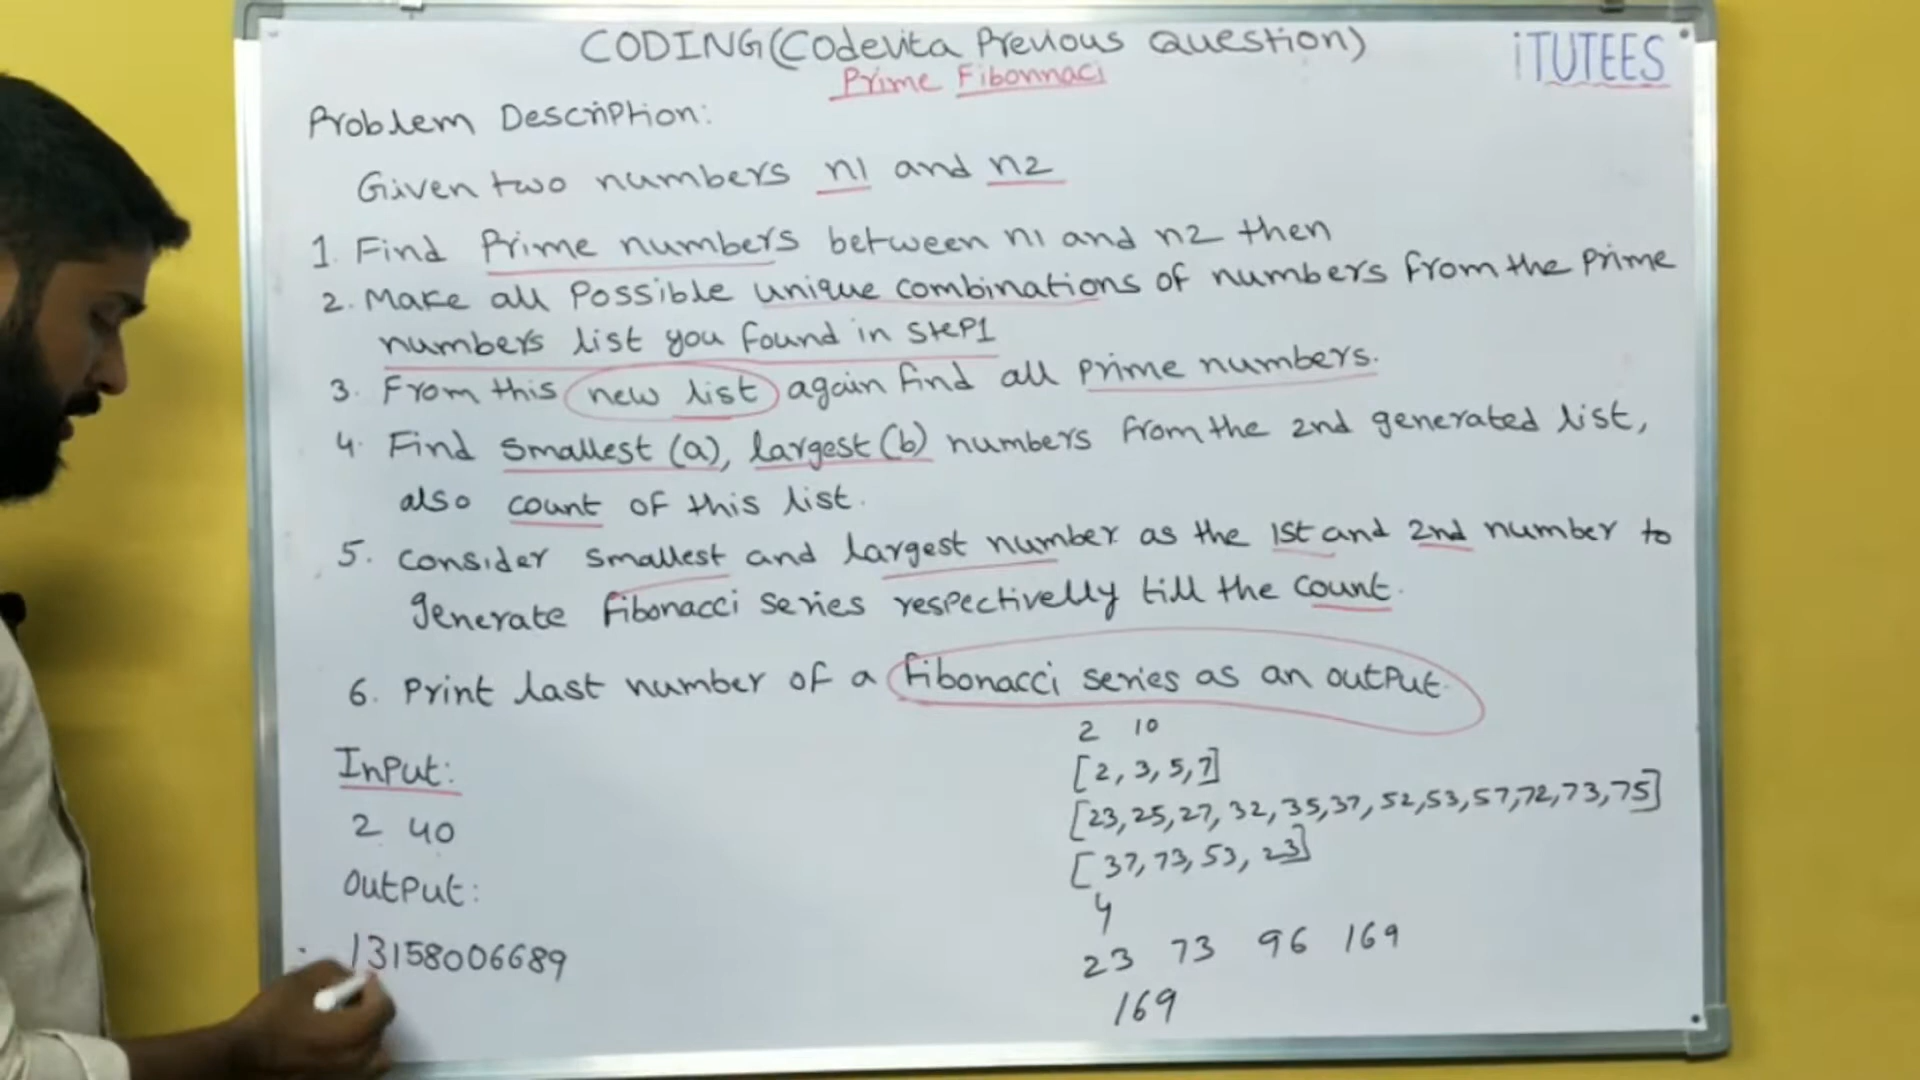 CODING(Codevita Previous Question)
iTUTEES
Prime Fibonnaci
Problem Description:
Given two numbers n1 and n2
1. Find Prime numbers between n1 and n2 then
2. Make all Possible unique combinations of numbers from the prime
numbers list you found in Step1
3. From this new list again find all prime numbers.
4. Find smallest (a), largest (b) numbers from the 2nd generated list,
also count of this list.
5. consider smallest and largest number as the 1st and 2nd number to
generate fibonacci series respectivelly till the count.
6. Print last number of a fibonacci series as an output.
Input:
2 40
Output:
13158006689
2 10
[2, 3, 5, 7]
[23, 25, 27, 32, 35, 37, 52, 53, 57, 72, 73, 75]
[37, 73, 53, 23]
4
23 73 96 169
169